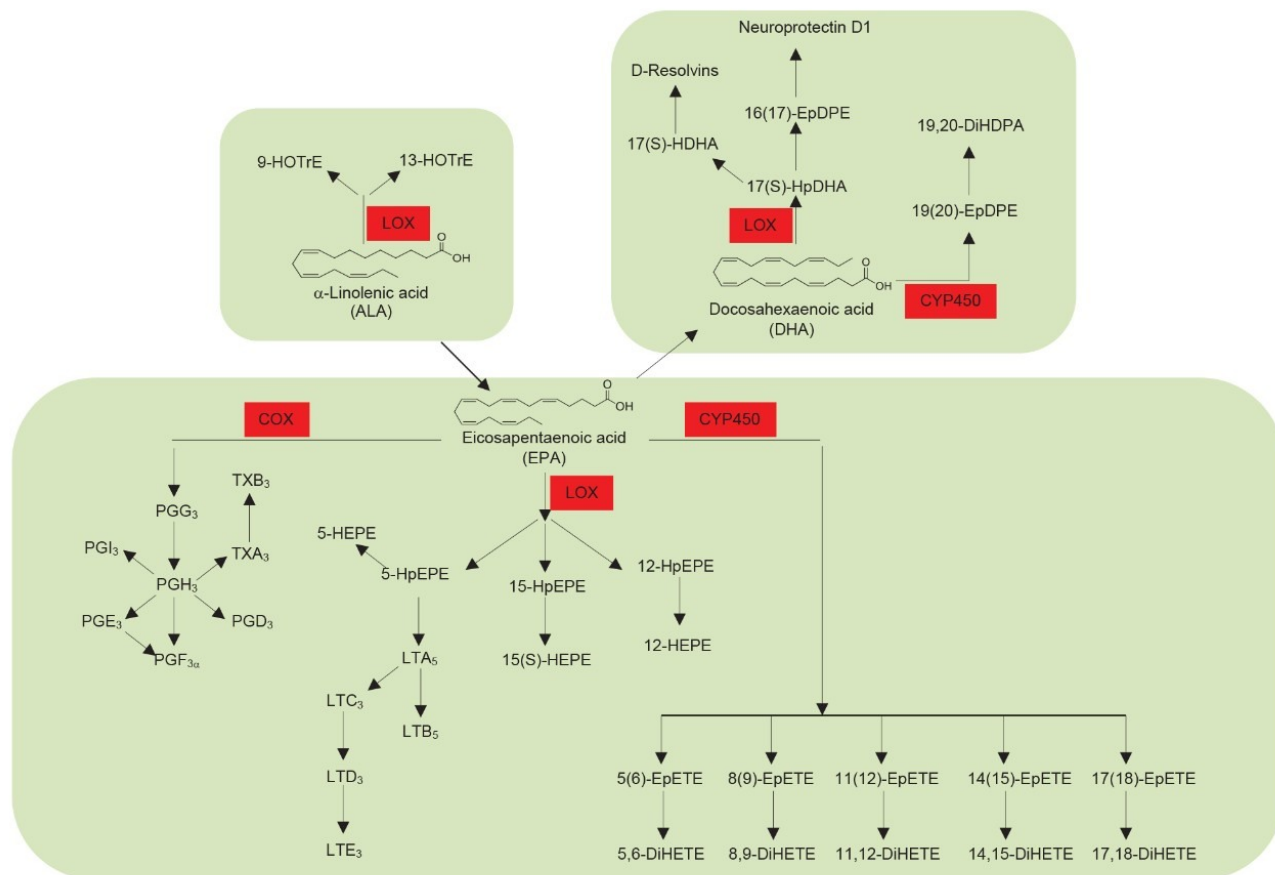 Neuroprotectin D1
D-Resolvins
16(17)-EpDPE
19,20-DiHDPA
17(S)-HDHA
9-HOTrE
13-HOTrE
17(S)-HpDHA
19(20)-EpDPE
LOX
LOX
O
OH
α-Linolenic acid
(ALA)
O
OH
CYP450
Docosahexaenoic acid
(DHA)
O
OH
COX
CYP450
Eicosapentaenoic acid
(EPA)
LOX
TXB₃
PGG₃
5-HEPE
PGI₃
TXA₃
5-HpEPE
15-HpEPE
12-HpEPE
PGH₃
PGE₃
PGD₃
PGF₃α
LTA₅
15(S)-HEPE
12-HEPE
LTC₃
LTB₅
LTD₃
5(6)-EpETE
8(9)-EpETE
11(12)-EpETE
14(15)-EpETE
17(18)-EpETE
LTE₃
5,6-DiHETE
8,9-DiHETE
11,12-DiHETE
14,15-DiHETE
17,18-DiHETE